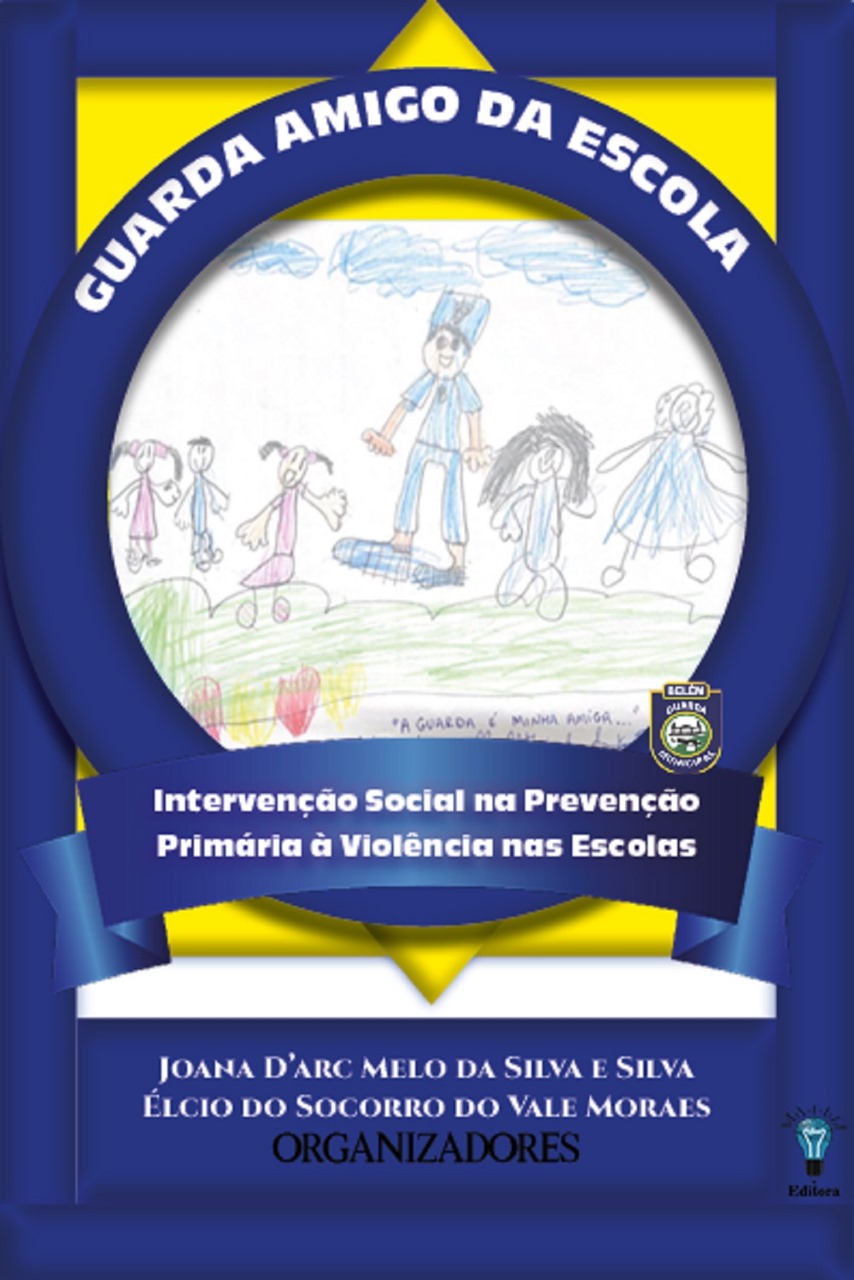 GUARDA AMIGO DA ESCOLA
"A GUARDA É MINHA AMIGA..."
BELÉM
GUARDA
MUNICIPAL
Intervenção Social na Prevenção
Primária à Violência nas Escolas
JOANA D'ARC MELO DA SILVA E SILVA
ÉLCIO DO SOCORRO DO VALE MORAES
ORGANIZADORES
Editora